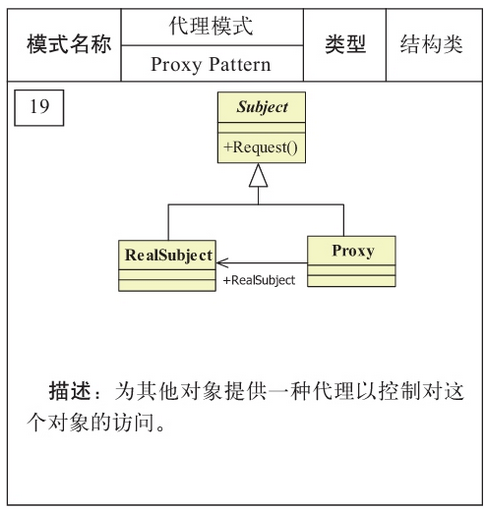 模式名称
代理模式
Proxy Pattern
类型
结构类
19
Subject
+Request()
RealSubject
Proxy
+RealSubject
描述：为其他对象提供一种代理以控制对这
个对象的访问。